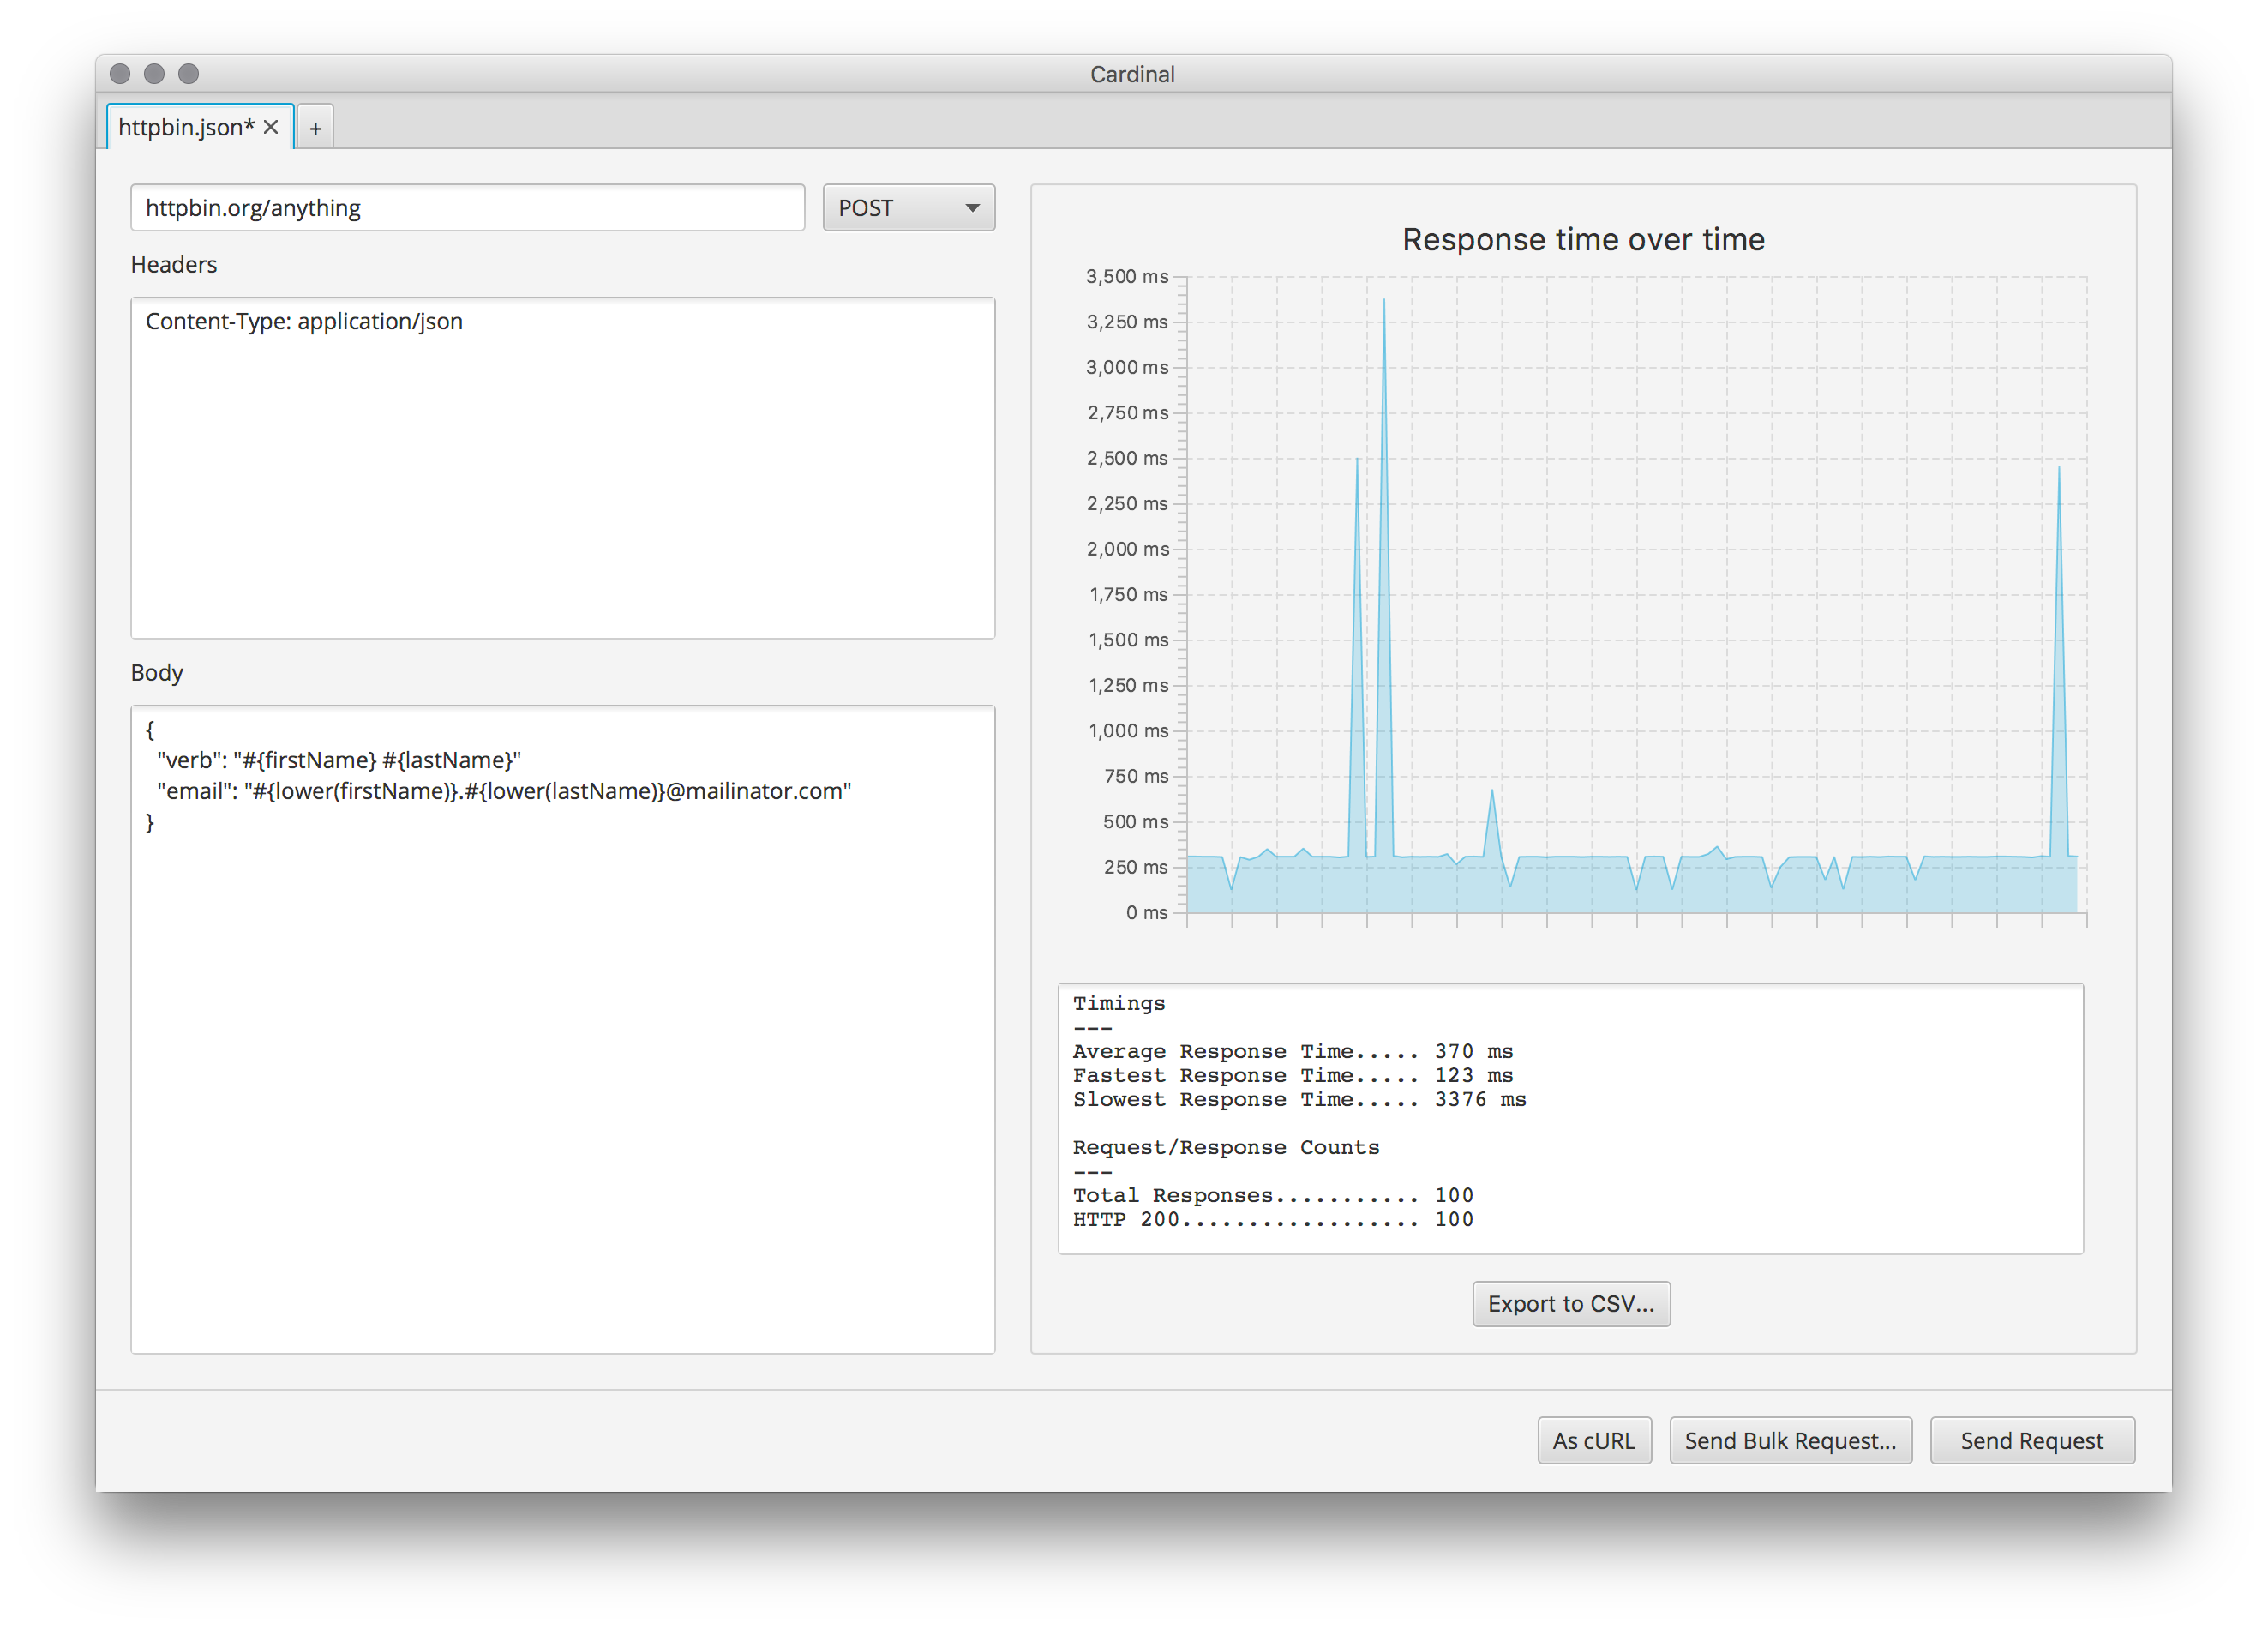 Cardinal
httpbin.json*
+
httpbin.org/anything
POST
Headers
Content-Type: application/json
Body
{
"verb": "#{firstName} #{lastName}"
"email": "#{lower(firstName)}.#{lower(lastName)}@mailinator.com"
}
Response time over time
3,500 ms
3,250 ms
3,000 ms
2,750 ms
2,500 ms
2,250 ms
2,000 ms
1,750 ms
1,500 ms
1,250 ms
1,000 ms
750 ms
500 ms
250 ms
0 ms
Timings
---
Average Response Time..... 370 ms
Fastest Response Time..... 123 ms
Slowest Response Time..... 3376 ms
Request/Response Counts
---
Total Responses........... 100
HTTP 200.................. 100
Export to CSV...
As cURL
Send Bulk Request...
Send Request